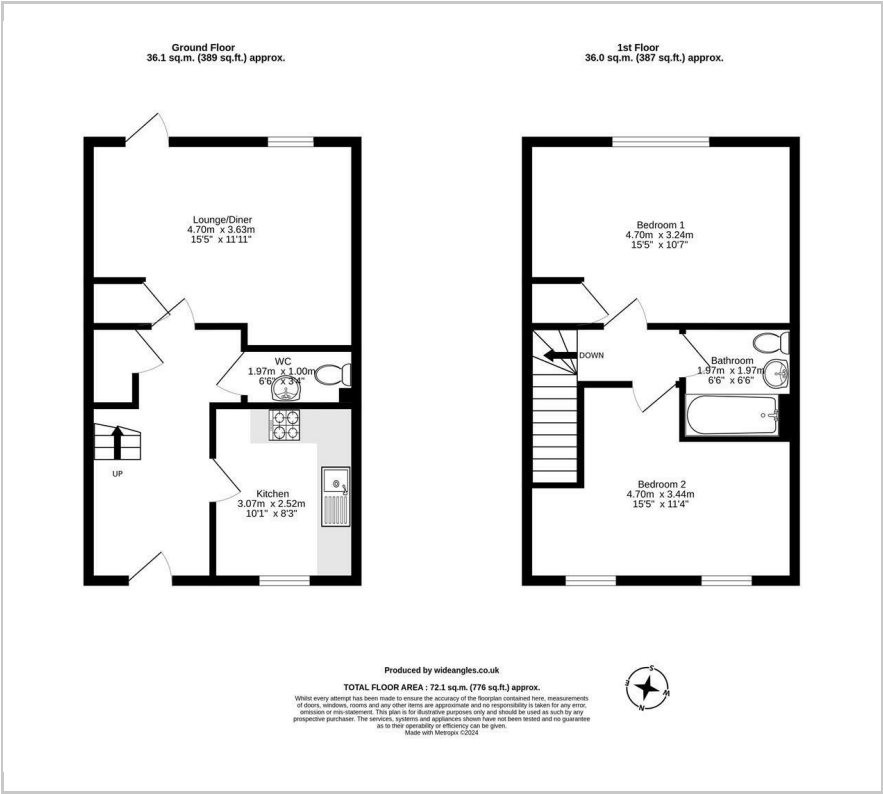 Ground Floor
36.1 sq.m. (389 sq.ft.) approx.
1st Floor
36.0 sq.m. (387 sq.ft.) approx.
Lounge/Diner
4.70m x 3.63m
15'5" x 11'11"
WC
1.97m x 1.00m
6'6" x 3'4"
UP
Kitchen
3.07m x 2.52m
10'1" x 8'3"
Bedroom 1
4.70m x 3.24m
15'5" x 10'7"
DOWN
Bathroom
1.97m x 1.97m
6'6" x 6'6"
Bedroom 2
4.70m x 3.44m
15'5" x 11'4"
Produced by wideangles.co.uk
TOTAL FLOOR AREA : 72.1 sq.m. (776 sq.ft.) approx.
Whilst every attempt has been made to ensure the accuracy of the floorplan contained here, measurements
of doors, windows, rooms and any other items are approximate and no responsibility is taken for any error,
omission or mis-statement. This plan is for illustrative purposes only and should be used as such by any
prospective purchaser. The services, systems and appliances shown have not been tested and no guarantee
as to their operability or efficiency can be given.
Made with Metropix ©2024
S
E
W
N